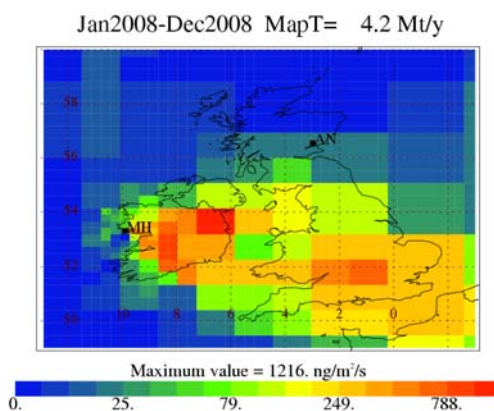 Jan2008-Dec2008 MapT= 4.2 Mt/y
58
AN
56
54
MH
52
50
10 8 6 4 2 0
Maximum value = 1216. ng/m²/s
0. 25. 79. 249. 788.